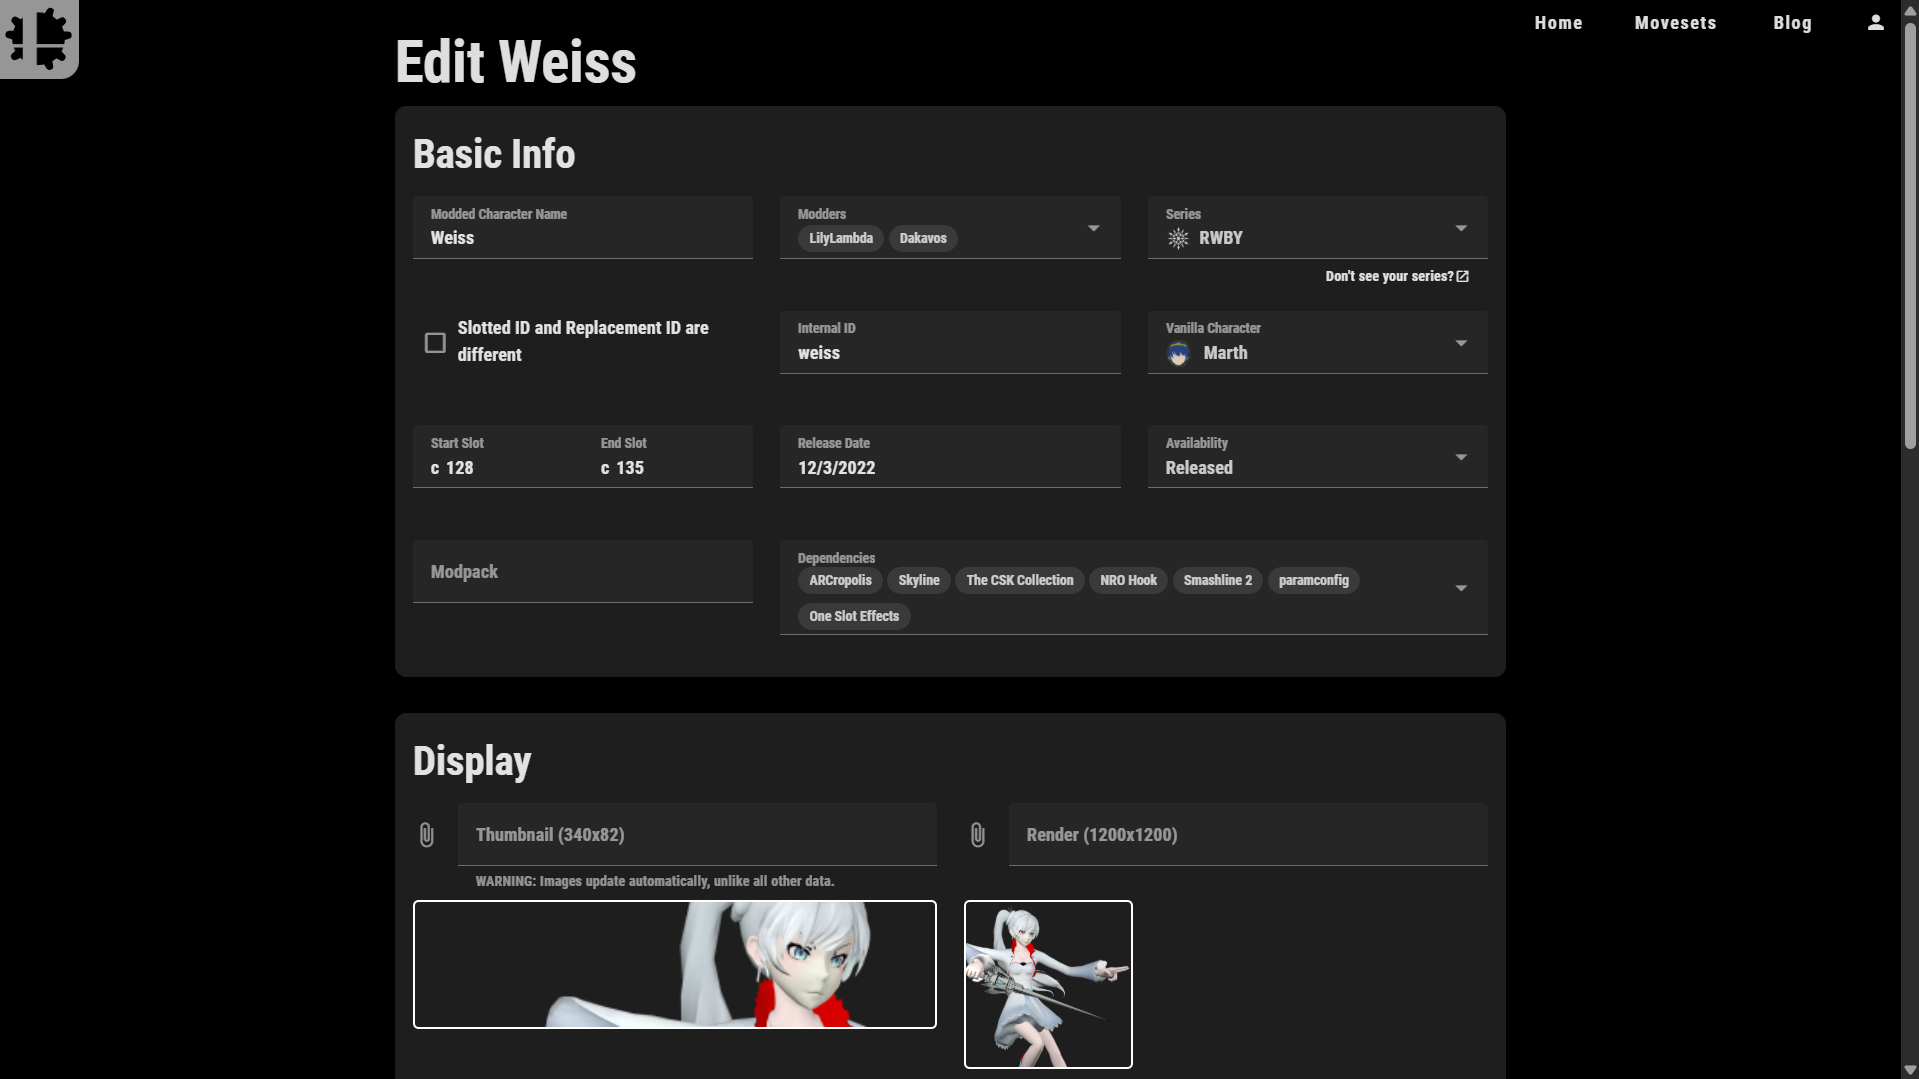 Home
Movesets
Blog
Edit Weiss
Basic Info
Modded Character Name
Weiss
Modders
LilyLambda
Dakavos
Series
RWBY
Don't see your series?
Slotted ID and Replacement ID are
different
Internal ID
weiss
Vanilla Character
Marth
Start Slot
c 128
End Slot
c 135
Release Date
12/3/2022
Availability
Released
Modpack
Dependencies
ARCropolis
Skyline
The CSK Collection
NRO Hook
Smashline 2
paramconfig
One Slot Effects
Display
Thumbnail (340x82)
WARNING: Images update automatically, unlike all other data.
Render (1200x1200)